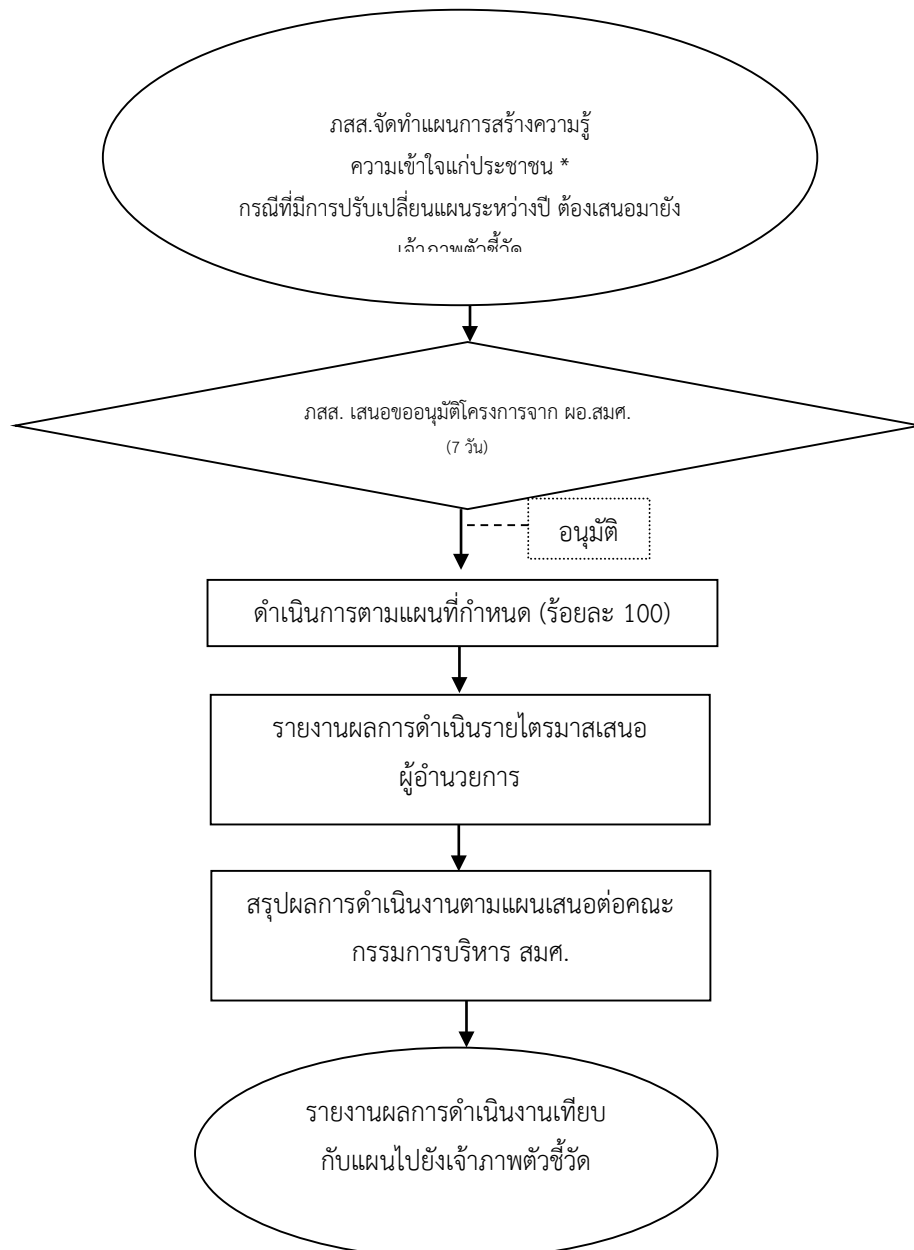 ภสส.จัดทำแผนการสร้างความรู้
ความเข้าใจแก่ประชาชน *
กรณีที่มีการปรับเปลี่ยนแผนระหว่างปี ต้องเสนอมายัง
เจ้าภาพตัวชี้วัด
ภสส. เสนอขออนุมัติโครงการจาก ผอ.สมศ.
(7 วัน)
อนุมัติ
ดำเนินการตามแผนที่กำหนด (ร้อยละ 100)
รายงานผลการดำเนินรายไตรมาสเสนอ
ผู้อำนวยการ
สรุปผลการดำเนินงานตามแผนเสนอต่อคณะ
กรรมการบริหาร สมศ.
รายงานผลการดำเนินงานเทียบ
กับแผนไปยังเจ้าภาพตัวชี้วัด